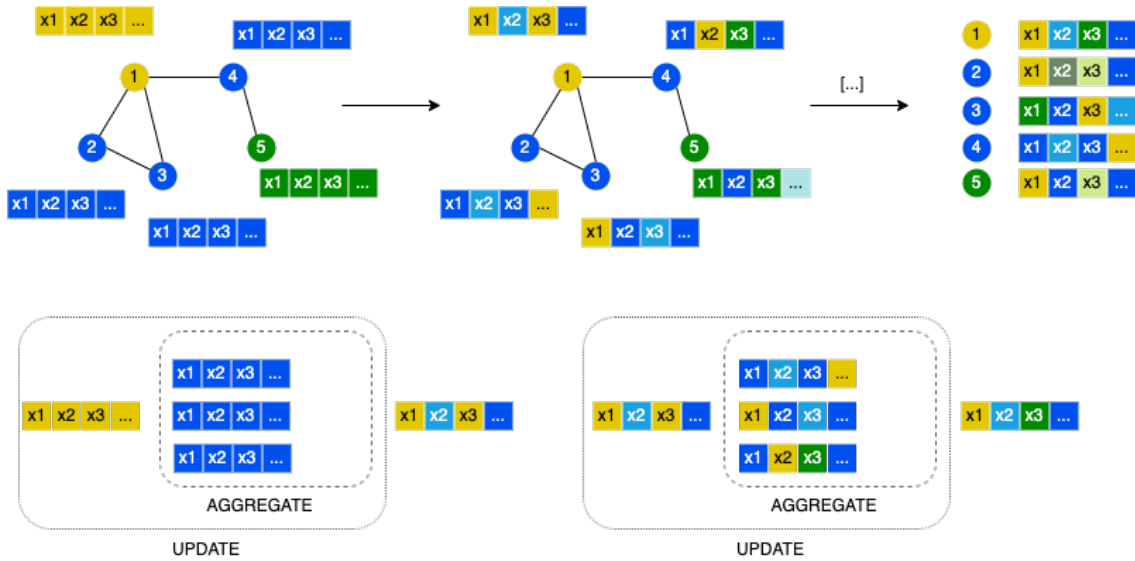 x1 x2 x3 ...
x1 x2 x3 ...
1
4
2
3
5
x1 x2 x3 ...
x1 x2 x3 ...
x1 x2 x3 ...
x1 x2 x3 ...
x1 x2 x3 ...
1
4
2
3
5
x1 x2 x3 ...
x1 x2 x3 ...
x1 x2 x3 ...
[...]
1 x1 x2 x3 ...
2 x1 x2 x3 ...
3 x1 x2 x3 ...
4 x1 x2 x3 ...
5 x1 x2 x3 ...
x1 x2 x3 ...
x1 x2 x3 ...
x1 x2 x3 ...
x1 x2 x3 ...
x1 x2 x3 ...
AGGREGATE
UPDATE
x1 x2 x3 ...
x1 x2 x3 ...
x1 x2 x3 ...
x1 x2 x3 ...
x1 x2 x3 ...
AGGREGATE
UPDATE